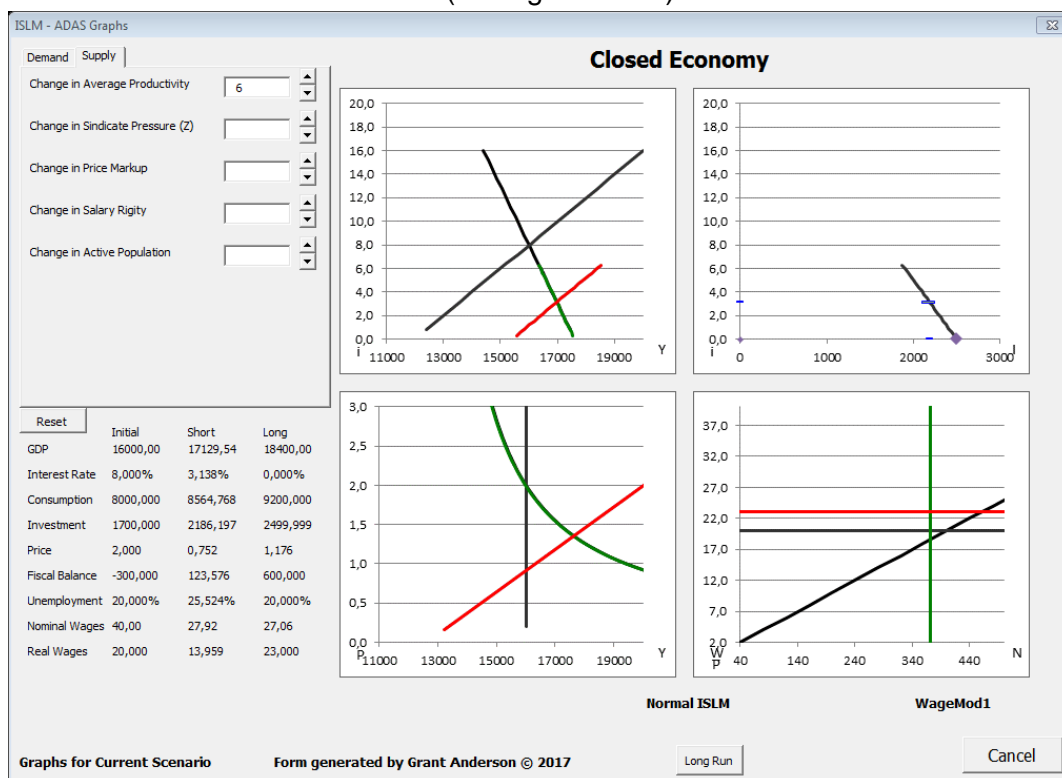 ISLM - ADAS Graphs
Demand Supply
Closed Economy
Change in Average Productivity 6
Change in Sindicate Pressure (Z)
Change in Price Markup
Change in Salary Rigity
Change in Active Population
20,0
18,0
16,0
14,0
12,0
10,0
8,0
6,0
4,0
2,0
0,0
i 11000 13000 15000 17000 19000 Y
20,0
18,0
16,0
14,0
12,0
10,0
8,0
6,0
4,0
2,0
0,0
i 0 1000 2000 3000 I
Reset
Initial Short Long
GDP 16000,00 17129,54 18400,00
Interest Rate 8,000% 3,138% 0,000%
Consumption 8000,000 8564,768 9200,000
Investment 1700,000 2186,197 2499,999
Price 2,000 0,752 1,176
Fiscal Balance -300,000 123,576 600,000
Unemployment 20,000% 25,524% 20,000%
Nominal Wages 40,00 27,92 27,06
Real Wages 20,000 13,959 23,000
3,0
2,5
2,0
1,5
1,0
0,5
0,0
P 11000 13000 15000 17000 19000 Y
37,0
32,0
27,0
22,0
17,0
12,0
7,0
2,0
W
P 40 140 240 340 440 N
Normal ISLM WageMod1
Graphs for Current Scenario Form generated by Grant Anderson © 2017 Long Run Cancel